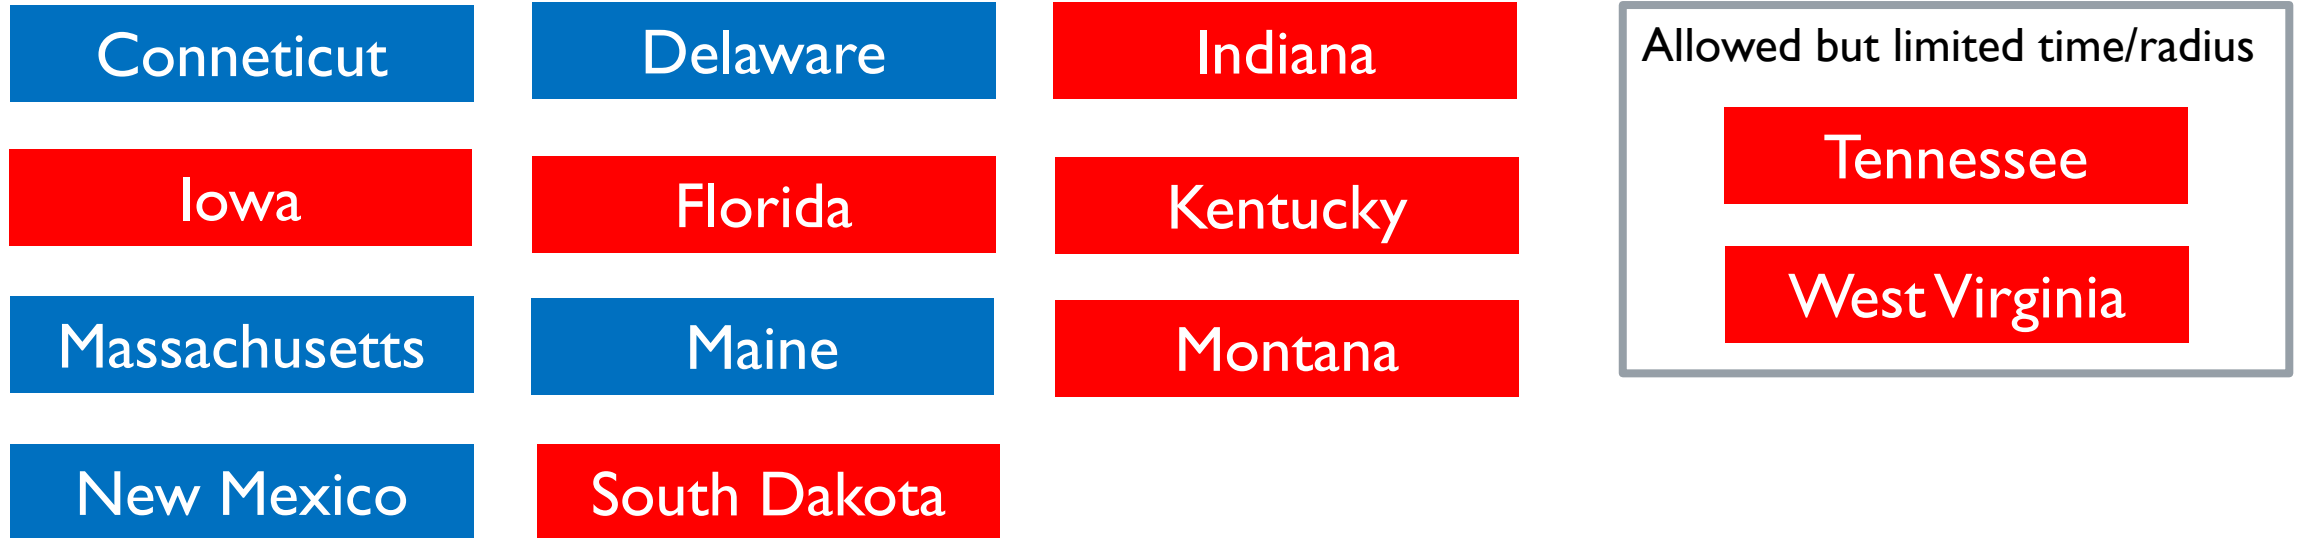 Conneticut
Delaware
Indiana
Iowa
Florida
Kentucky
Massachusetts
Maine
Montana
New Mexico
South Dakota
Allowed but limited time/radius
Tennessee
West Virginia